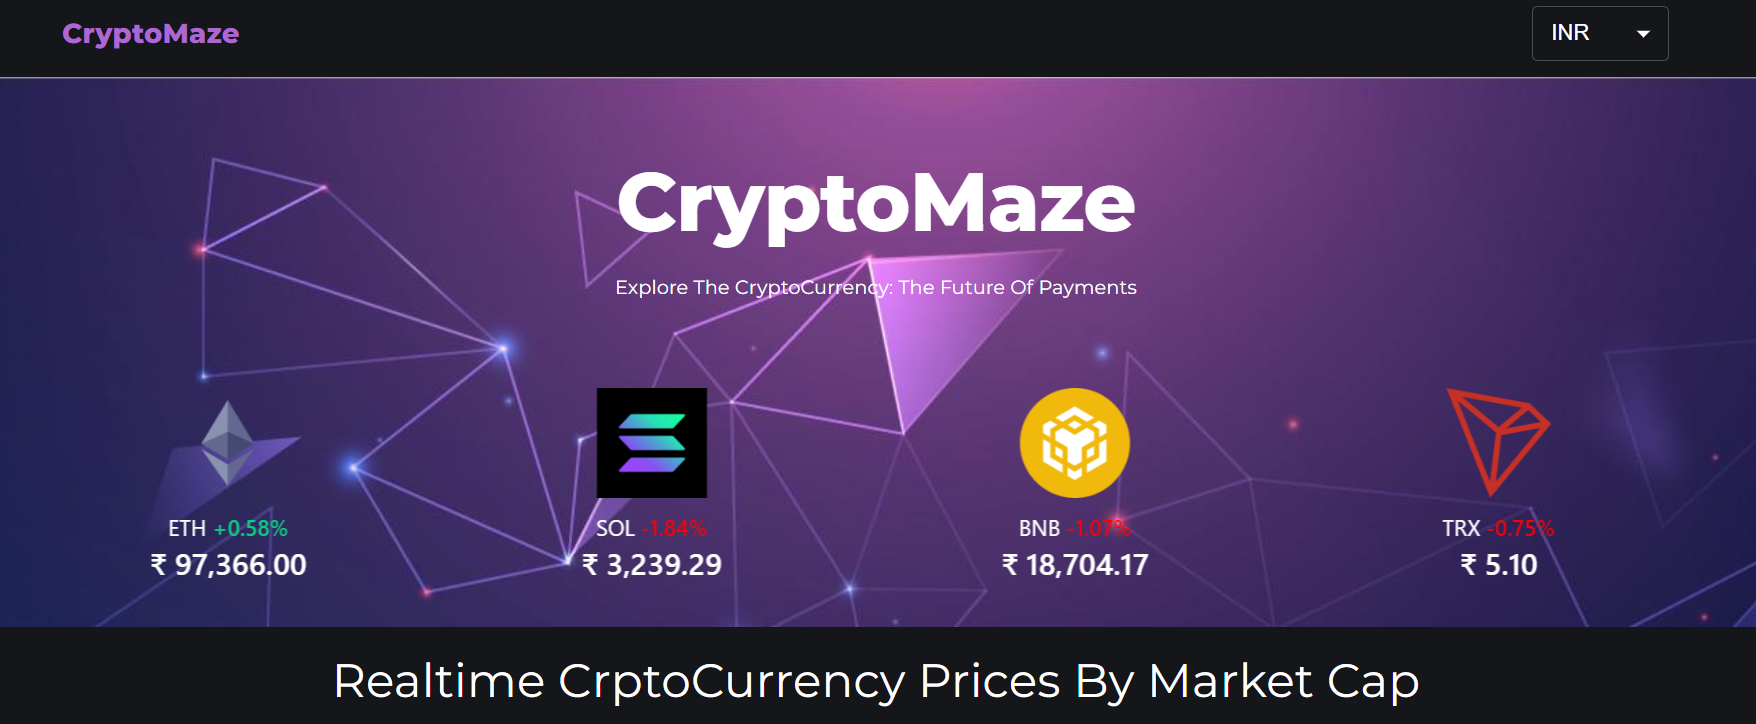 CryptoMaze
INR
CryptoMaze
Explore The CryptoCurrency: The Future Of Payments
ETH +0.58%
₹ 97,366.00
SOL -1.84%
₹ 3,239.29
BNB -1.07%
₹ 18,704.17
TRX -0.75%
₹ 5.10
Realtime CrptoCurrency Prices By Market Cap